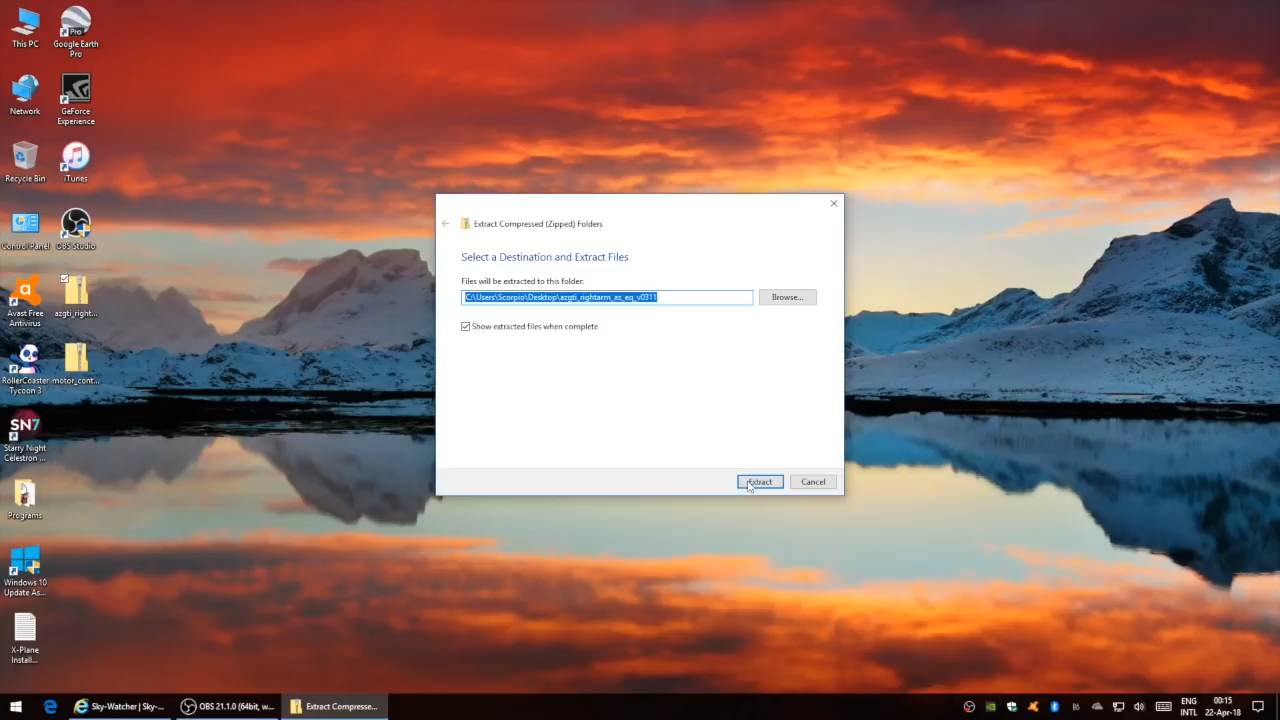 This PC
Pro
Google Earth
Pro
Network
GeForce
Experience
Recycle Bin
iTunes
Control Panel
OBS Studio
Avast Free
Antivirus
azgti_right...
RollerCoaster
Tycoon 3
motor_cont...
SN7
Starry Night
Celestron ...
Programs
Windows 10
Update As...
X-Plane
Install...
Extract Compressed (Zipped) Folders
Select a Destination and Extract Files
Files will be extracted to this folder:
C:\Users\Scorpio\Desktop\azgti_rightarm_az_eq_v0311
Browse...
Show extracted files when complete
Extract
Cancel
Sky-Watcher | Sky-...
OBS 21.1.0 (64bit, w...
Extract Compresse...
ENG
INTL
00:15
22-Apr-18